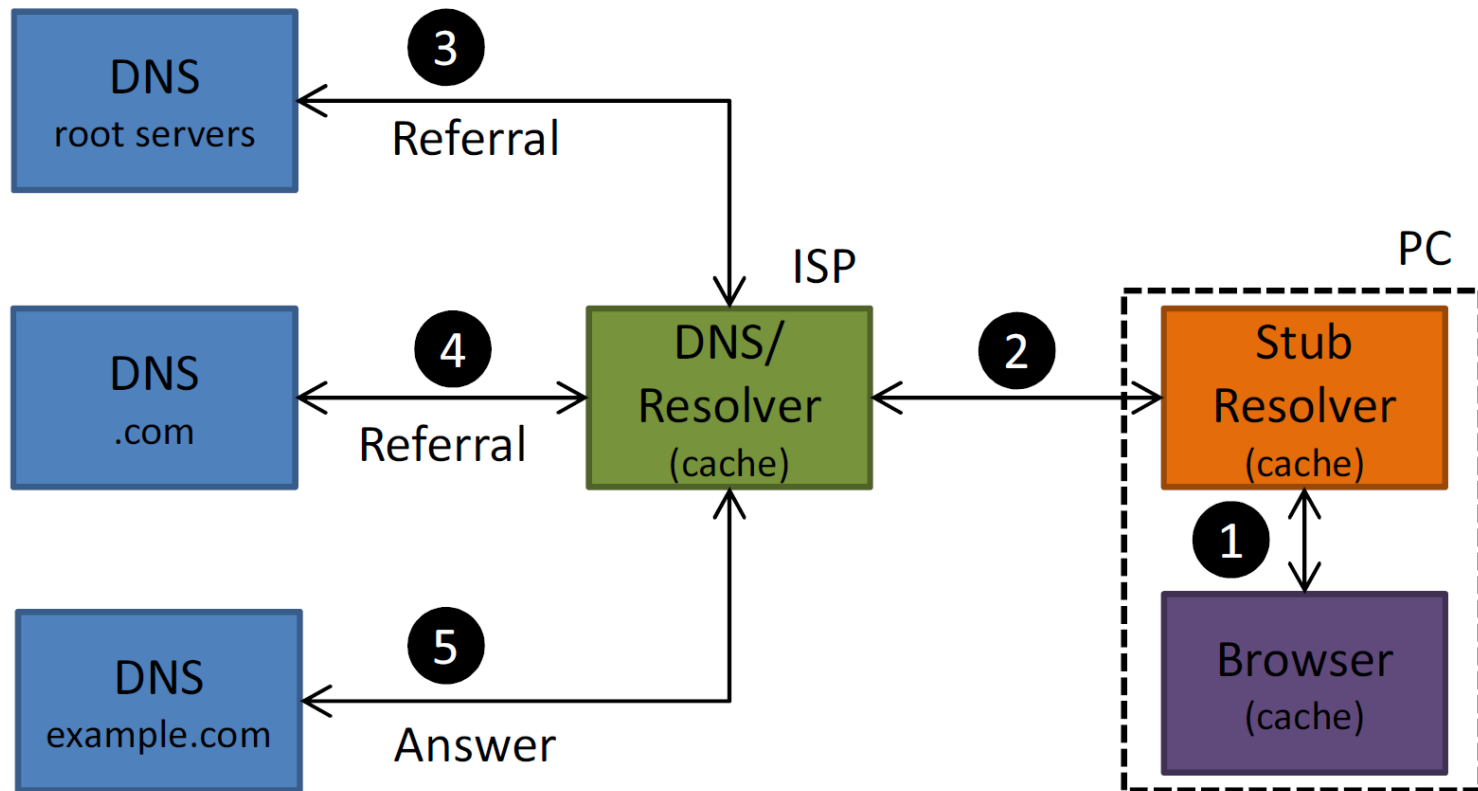 3
DNS
root servers
Referral
ISP
PC
4
DNS
.com
Referral
DNS/
Resolver
(cache)
2
Stub
Resolver
(cache)
1
5
DNS
example.com
Answer
Browser
(cache)